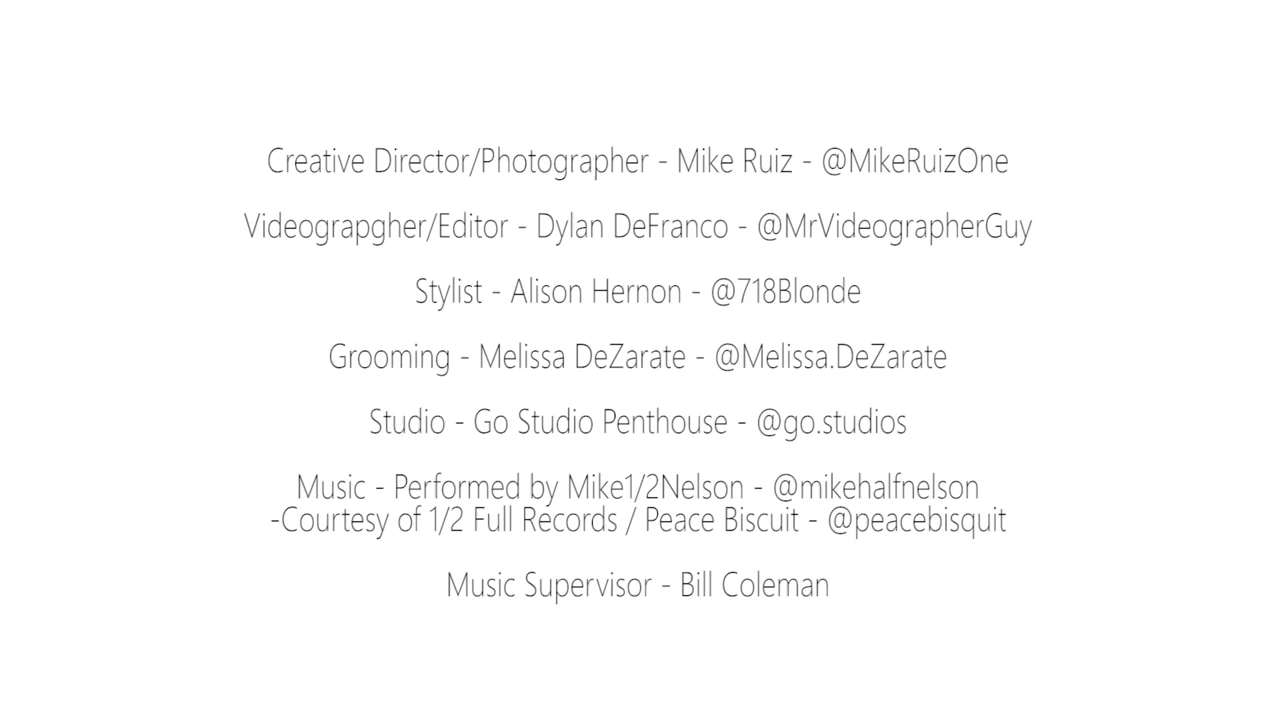 Creative Director/Photographer - Mike Ruiz - @MikeRuizOne
Videograpgher/Editor - Dylan DeFranco - @MrVideographerGuy
Stylist - Alison Hernon - @718Blonde
Grooming - Melissa DeZarate - @Melissa.DeZarate
Studio - Go Studio Penthouse - @go.studios
Music - Performed by Mike1/2Nelson - @mikehalfnelson
-Courtesy of 1/2 Full Records / Peace Biscuit - @peacebisquit
Music Supervisor - Bill Coleman